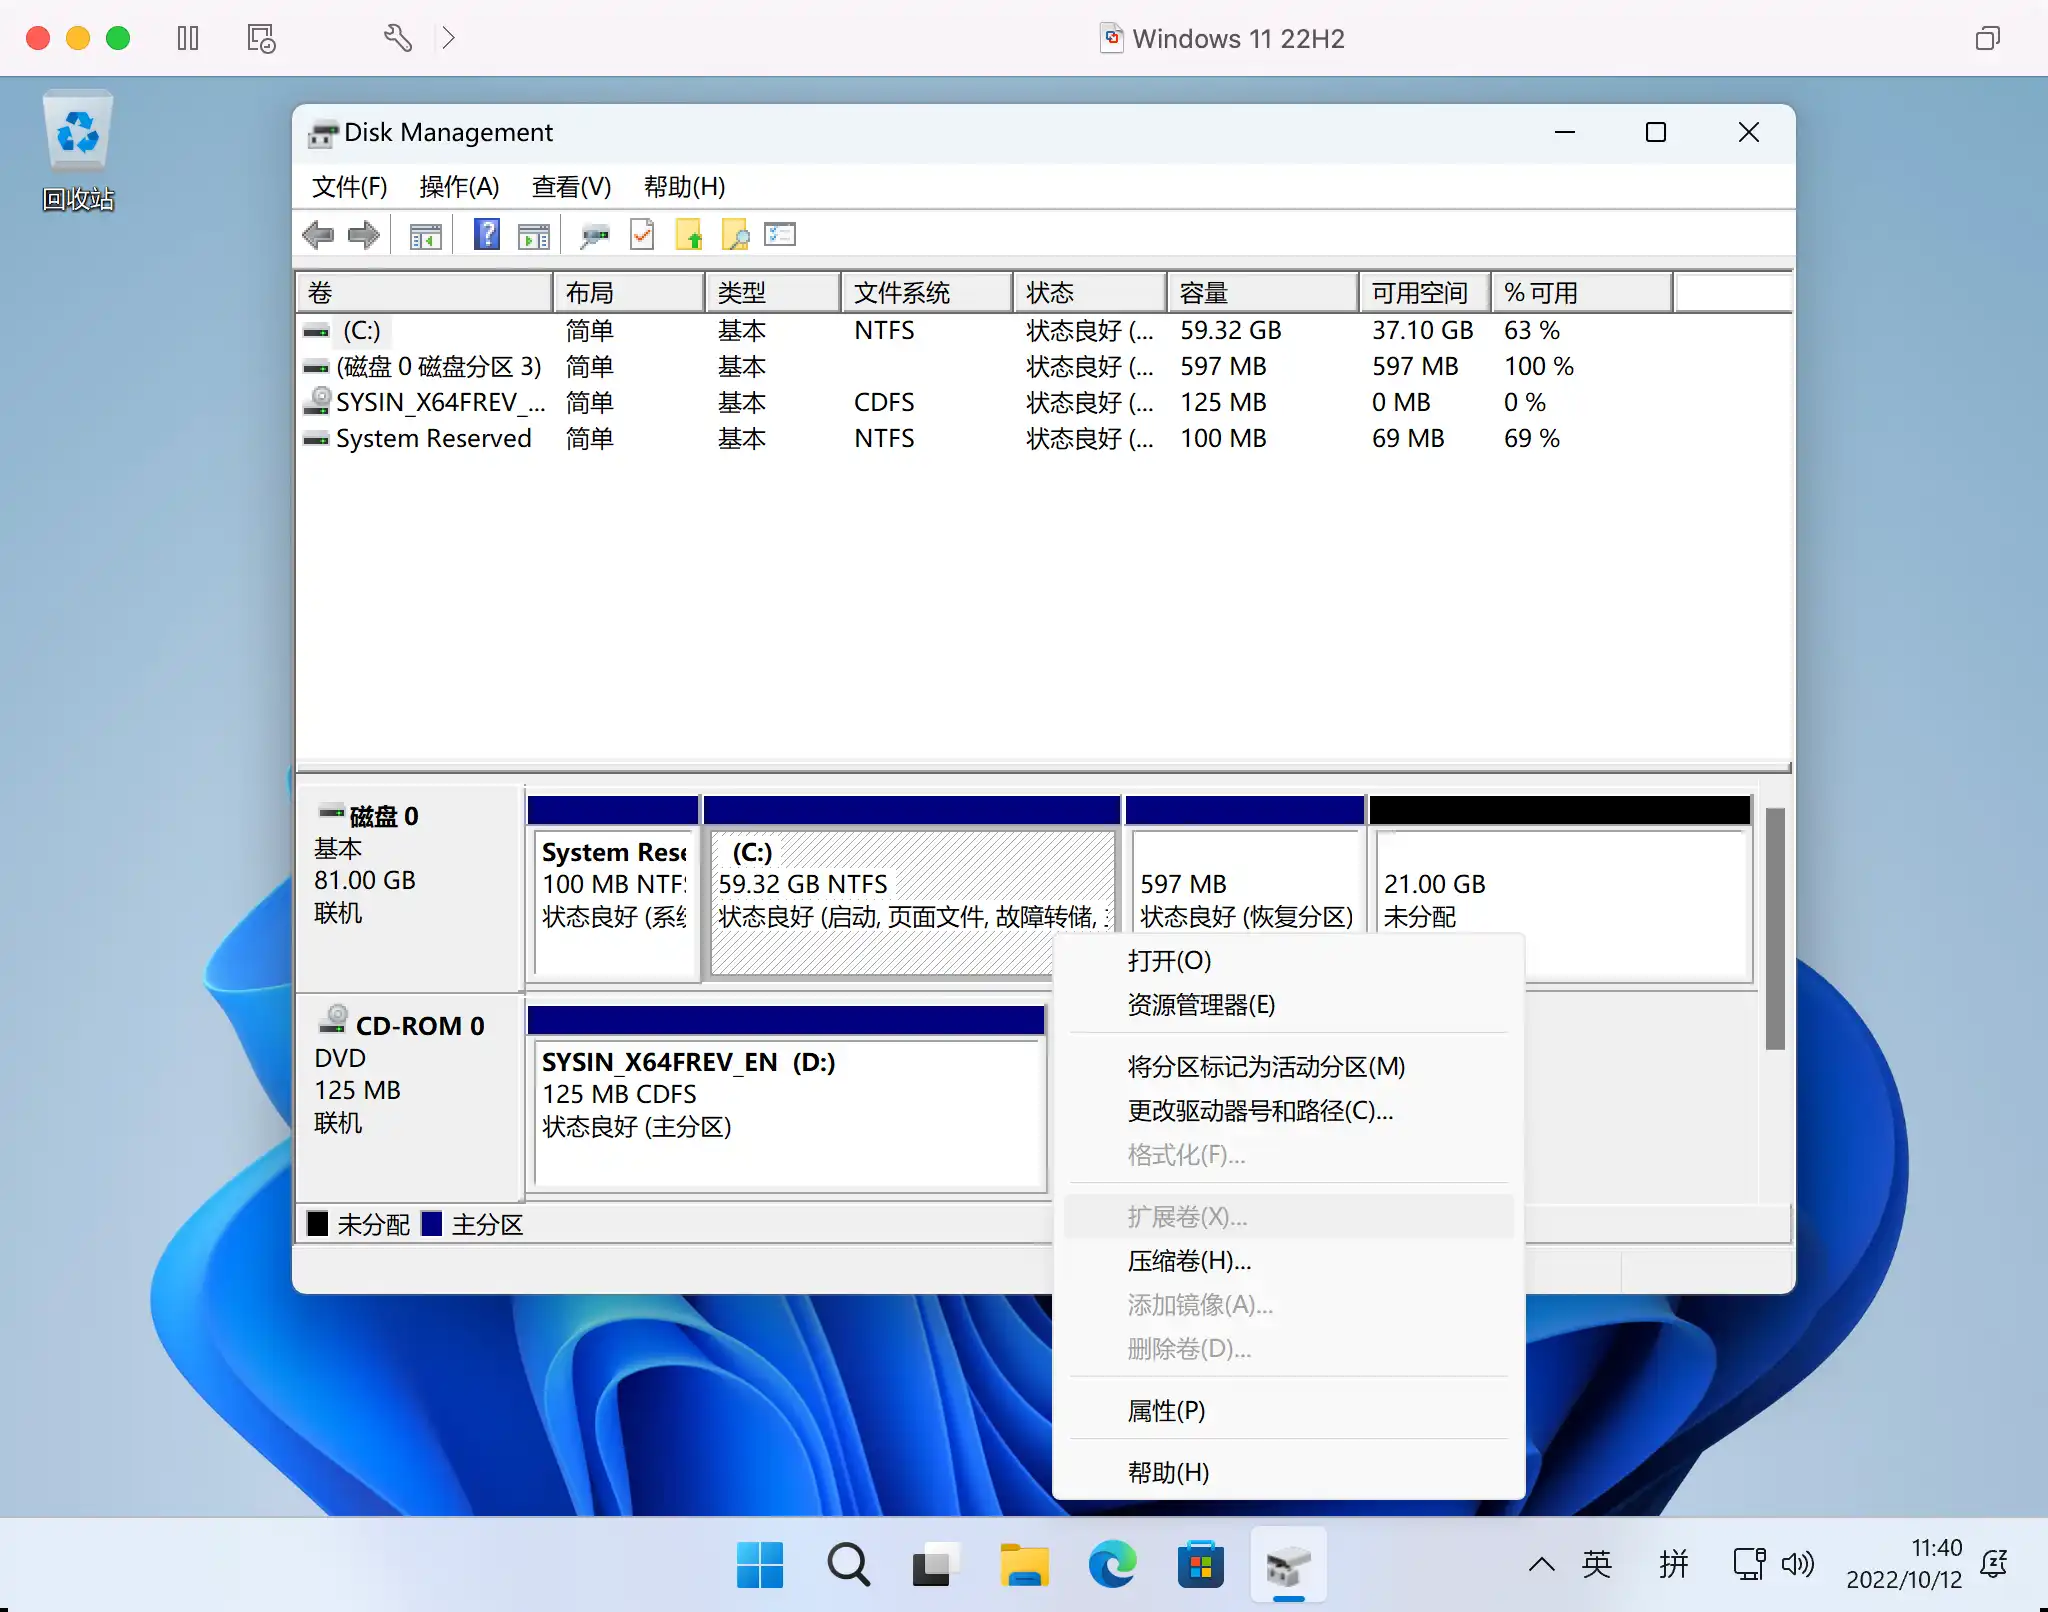 Windows 11 22H2
回收站
Disk Management
文件(F) 操作(A) 查看(V) 帮助(H)
卷 布局 类型 文件系统 状态 容量 可用空间 % 可用
(C:) 简单 基本 NTFS 状态良好 (... 59.32 GB 37.10 GB 63 %
(磁盘 0 磁盘分区 3) 简单 基本 状态良好 (... 597 MB 597 MB 100 %
SYSIN_X64FREV_... 简单 基本 CDFS 状态良好 (... 125 MB 0 MB 0 %
System Reserved 简单 基本 NTFS 状态良好 (... 100 MB 69 MB 69 %
磁盘 0
基本
81.00 GB
联机
System Rese
100 MB NTFS
状态良好 (系统
(C:)
59.32 GB NTFS
状态良好 (启动, 页面文件, 故障转储,
597 MB
状态良好 (恢复分区)
21.00 GB
未分配
CD-ROM 0
DVD
125 MB
联机
SYSIN_X64FREV_EN (D:)
125 MB CDFS
状态良好 (主分区)
未分配 主分区
打开(O)
资源管理器(E)
将分区标记为活动分区(M)
更改驱动器号和路径(C)...
格式化(F)...
扩展卷(X)...
压缩卷(H)...
添加镜像(A)...
删除卷(D)...
属性(P)
帮助(H)
英 拼
11:40
2022/10/12